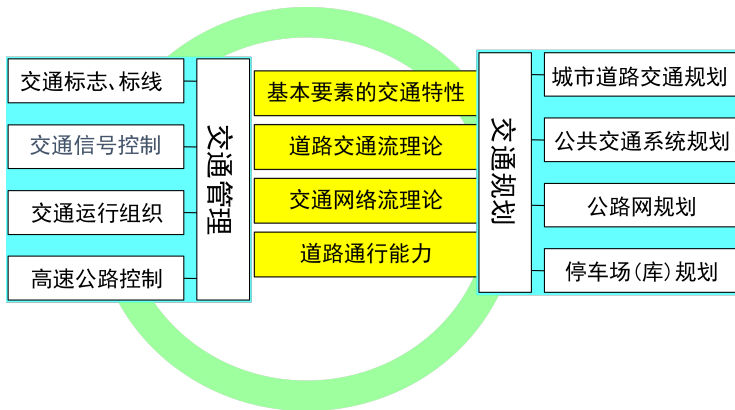 交通标志、标线
交通信号控制
交通运行组织
高速公路控制
交通管理
基本要素的交通特性
道路交通流理论
交通网络流理论
道路通行能力
交通规划
城市道路交通规划
公共交通系统规划
公路网规划
停车场(库)规划